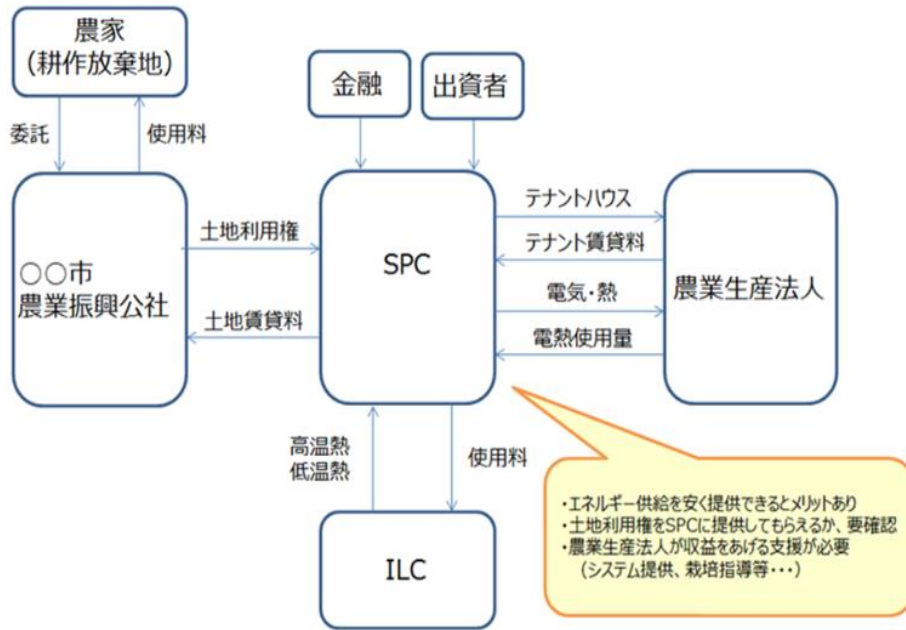 農家
（耕作放棄地）
金融
出資者
委託
使用料
テナントハウス
土地利用権
テナント賃貸料
○○市
農業振興公社
SPC
農業生産法人
電気・熱
土地賃貸料
電熱使用量
高温熱
低温熱
使用料
・エネルギー供給を安く提供できるとメリットあり
・土地利用権をSPCに提供してもらえるか、要確認
・農業生産法人が収益をあげる支援が必要
（システム提供、栽培指導等・・・）
ILC